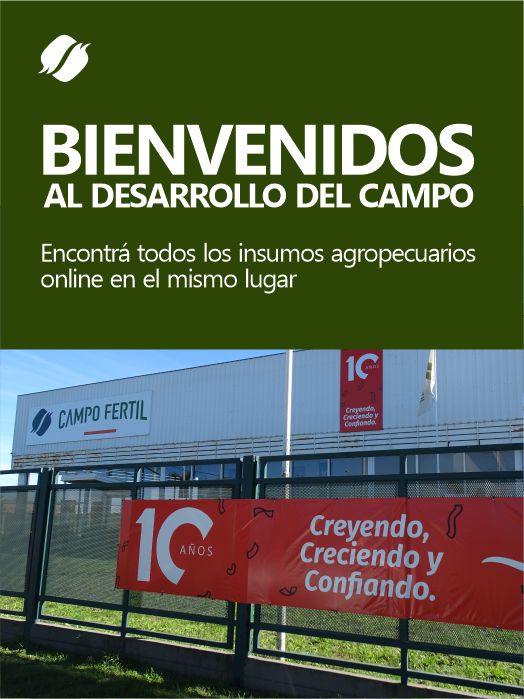 BIENVENIDOS
AL DESARROLLO DEL CAMPO
Encontrá todos los insumos agropecuarios
online en el mismo lugar
10
AÑOS
Creyendo,
Creciendo y
Confiando.
CAMPO FERTIL
10
AÑOS
Creyendo,
Creciendo y
Confiando.